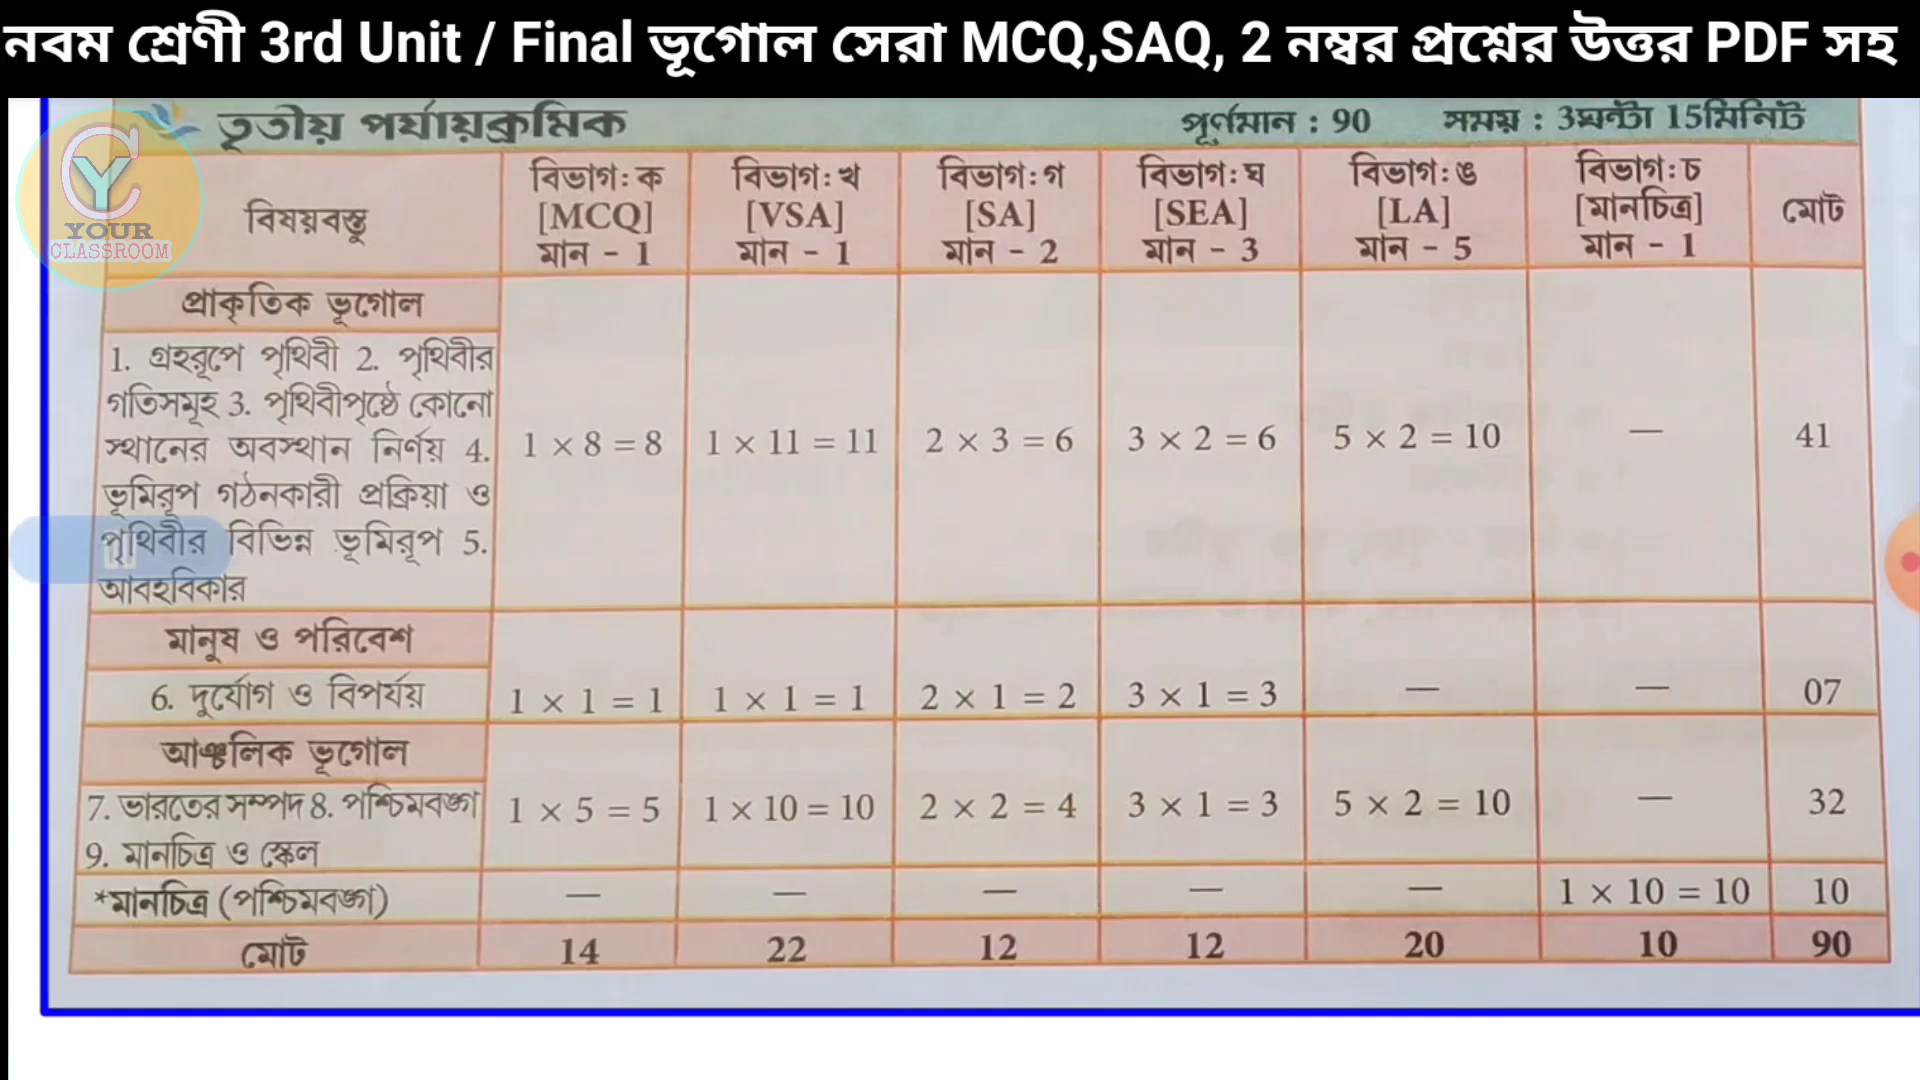 নবম শ্রেণী 3rd Unit / Final ভূগোল সেরা MCQ,SAQ, 2 নম্বর প্রশ্নের উত্তর PDF সহ
তৃতীয় পর্যায়ক্রমিক পূর্ণমান : 90 সময় : 3ঘন্টা 15মিনিট
YOUR
CLASSROOM
বিষয়বস্তু
বিভাগ: ক
[MCQ]
মান - 1
বিভাগ: খ
[VSA]
মান - 1
বিভাগ: গ
[SA]
মান - 2
বিভাগ: ঘ
[SEA]
মান - 3
বিভাগ: ঙ
[LA]
মান - 5
বিভাগ: চ
[মানচিত্র]
মান - 1
মোট
প্রাকৃতিক ভূগোল
1. গ্রহরূপে পৃথিবী 2. পৃথিবীর
গতিসমূহ 3. পৃথিবীপৃষ্ঠে কোনো
স্থানের অবস্থান নির্ণয় 4.
ভূমিরূপ গঠনকারী প্রক্রিয়া ও
পৃথিবীর বিভিন্ন ভূমিরূপ 5.
আবহবিকার
1 × 8 = 8 1 × 11 = 11 2 × 3 = 6 3 × 2 = 6 5 × 2 = 10 — 41
মানুষ ও পরিবেশ
6. দুর্যোগ ও বিপর্যয় 1 × 1 = 1 1 × 1 = 1 2 × 1 = 2 3 × 1 = 3 — — 07
আঞ্চলিক ভূগোল
7. ভারতের সম্পদ 8. পশ্চিমবঙ্গ
9. মানচিত্র ও স্কেল
1 × 5 = 5 1 × 10 = 10 2 × 2 = 4 3 × 1 = 3 5 × 2 = 10 — 32
*মানচিত্র (পশ্চিমবঙ্গ) — — — — — 1 × 10 = 10 10
মোট 14 22 12 12 20 10 90